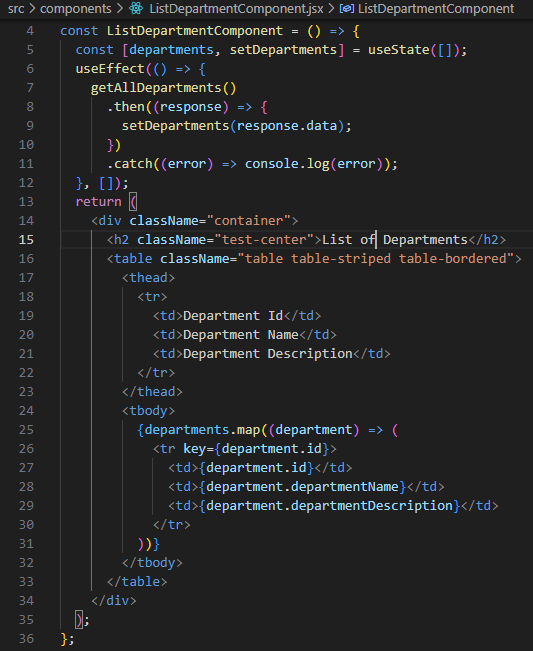 src > components > ListDepartmentComponent.jsx > ListDepartmentComponent
4 const ListDepartmentComponent = () => {
5   const [departments, setDepartments] = useState([]);
6   useEffect(() => {
7     getAllDepartments()
8       .then((response) => {
9         setDepartments(response.data);
10       })
11       .catch((error) => console.log(error));
12   }, []);
13   return (
14     <div className="container">
15       <h2 className="test-center">List of Departments</h2>
16       <table className="table table-striped table-bordered">
17         <thead>
18           <tr>
19             <td>Department Id</td>
20             <td>Department Name</td>
21             <td>Department Description</td>
22           </tr>
23         </thead>
24         <tbody>
25           {departments.map((department) => (
26             <tr key={department.id}>
27               <td>{department.id}</td>
28               <td>{department.departmentName}</td>
29               <td>{department.departmentDescription}</td>
30             </tr>
31           ))}
32         </tbody>
33       </table>
34     </div>
35   );
36 };